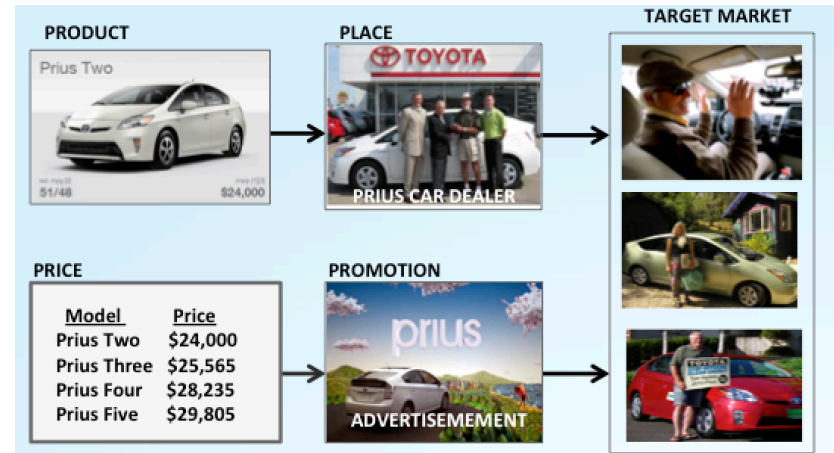 PRODUCT
Prius Two
51/48
$24,000
PLACE
TOYOTA
PRIUS CAR DEALER
TARGET MARKET
PRICE
Model Price
Prius Two $24,000
Prius Three $25,565
Prius Four $28,235
Prius Five $29,805
PROMOTION
prius
ADVERTISEMEMENT
TOYOTA